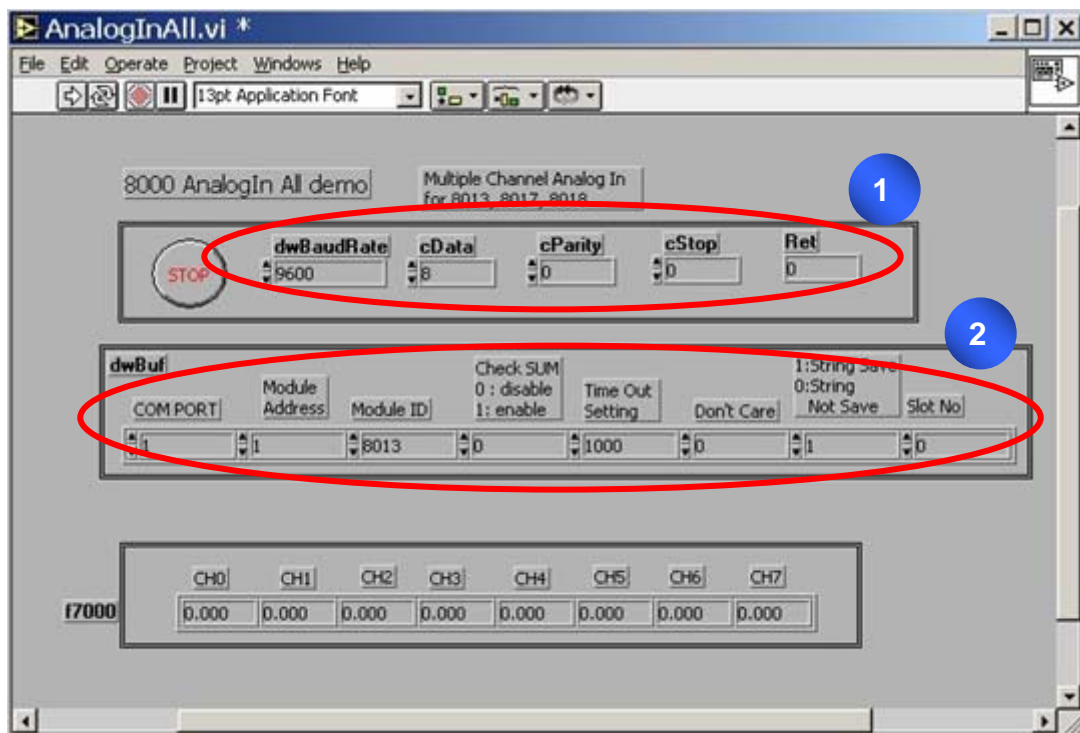 AnalogInAll.vi *
File Edit Operate Project Windows Help
13pt Application Font
8000 AnalogIn All demo
Multiple Channel Analog In
for 8013, 8017, 8018
1
STOP
dwBaudRate cData cParity cStop Ret
9600 8 0 0 0
2
dwBuf
COM PORT
Module
Address
Module ID
Check SUM
0 : disable
1: enable
Time Out
Setting
Don't Care
1:String Save
0:String
Not Save
Slot No
1 1 8013 0 1000 0 1 0
CH0 CH1 CH2 CH3 CH4 CH5 CH6 CH7
f7000
0.000 0.000 0.000 0.000 0.000 0.000 0.000 0.000